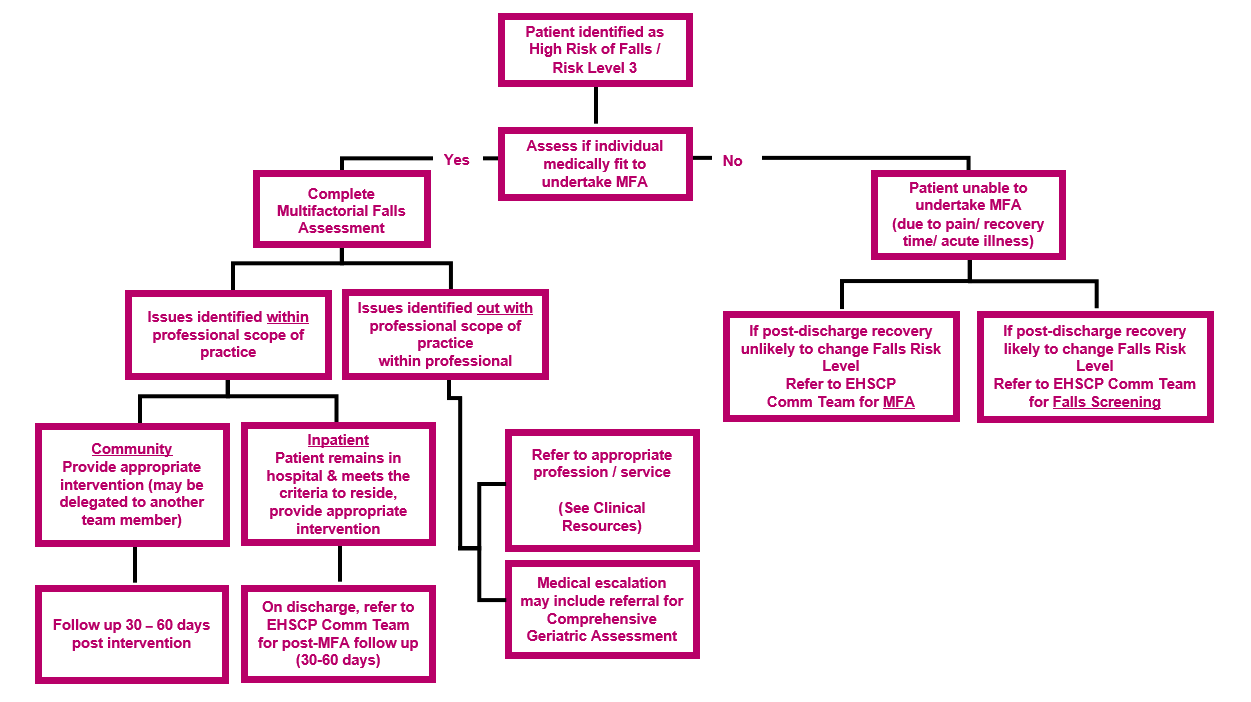 Patient identified as
High Risk of Falls /
Risk Level 3
Assess if individual
medically fit to
undertake MFA
Yes
No
Complete
Multifactorial Falls
Assessment
Patient unable to
undertake MFA
(due to pain/ recovery
time/ acute illness)
Issues identified within
professional scope of
practice
Issues identified out with
professional scope of
practice
within professional
If post-discharge recovery
unlikely to change Falls Risk
Level
Refer to EHSCP
Comm Team for MFA
If post-discharge recovery
likely to change Falls Risk
Level
Refer to EHSCP Comm Team
for Falls Screening
Community
Provide appropriate
intervention (may be
delegated to another
team member)
Inpatient
Patient remains in
hospital & meets the
criteria to reside,
provide appropriate
intervention
Refer to appropriate
profession / service
(See Clinical
Resources)
Medical escalation
may include referral for
Comprehensive
Geriatric Assessment
Follow up 30 – 60 days
post intervention
On discharge, refer to
EHSCP Comm Team
for post-MFA follow up
(30-60 days)